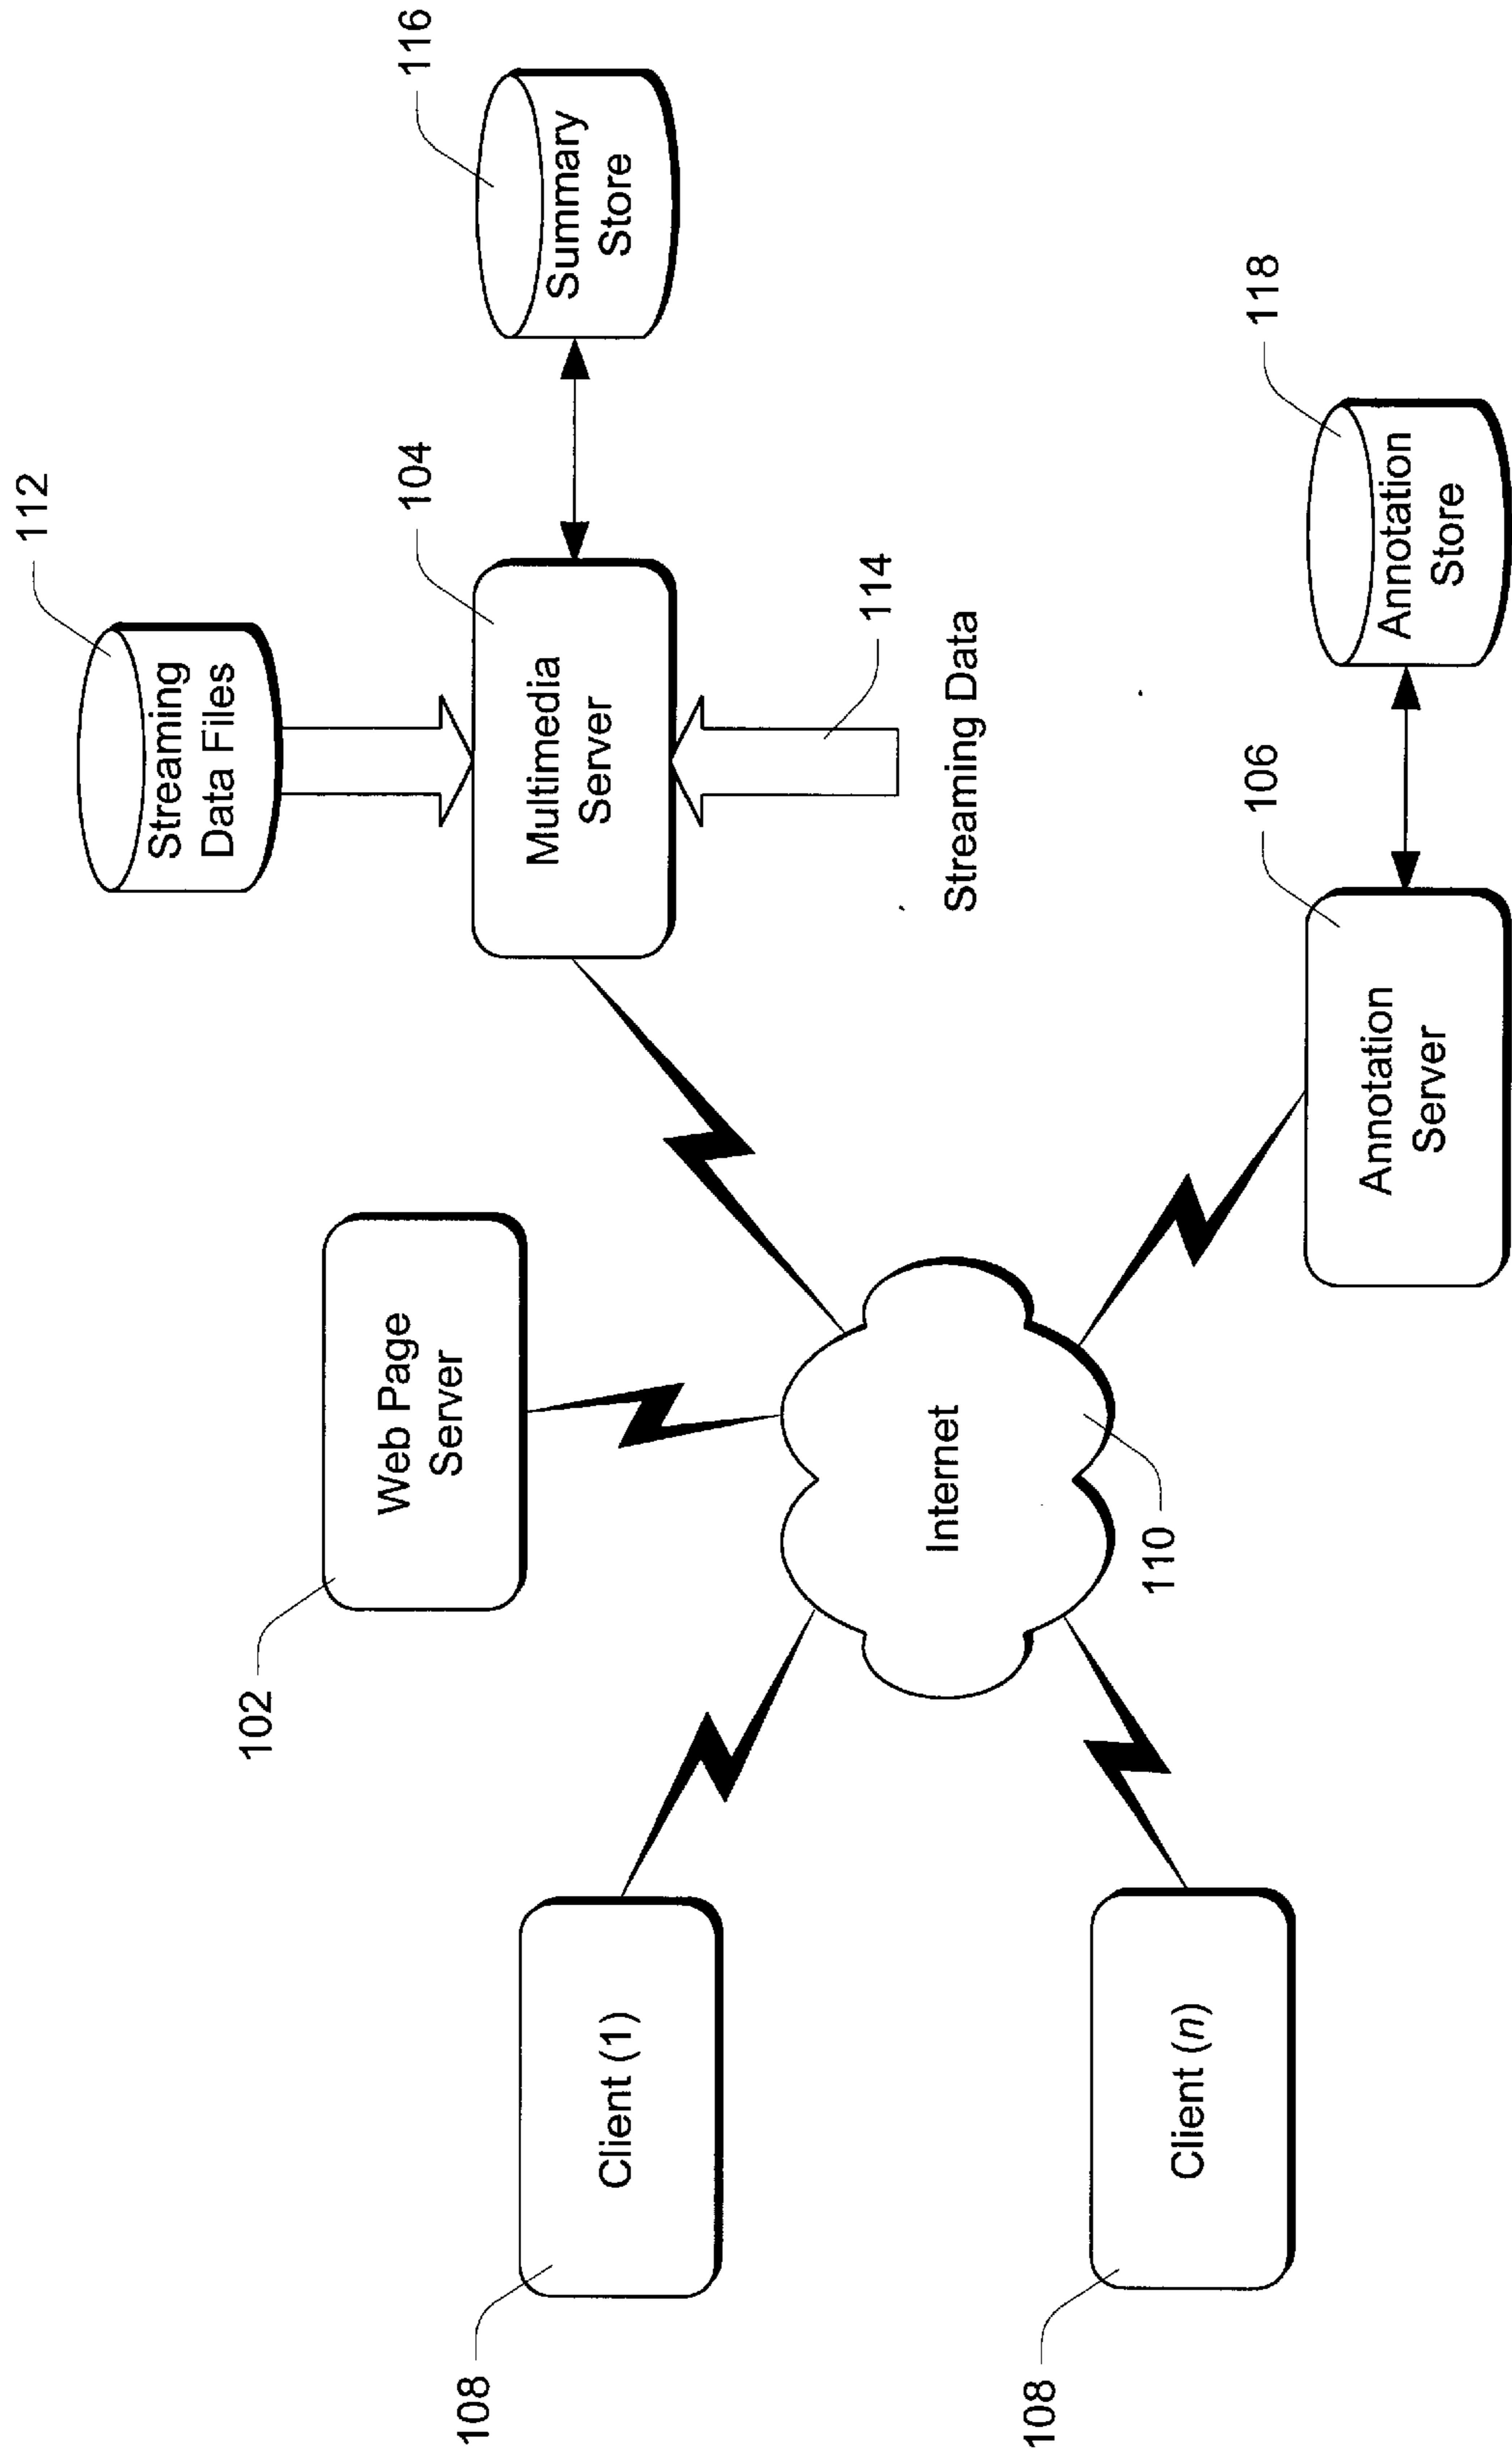 112
Streaming
Data Files
116
102
Web Page
Server
104
Multimedia
Server
Summary
Store
108
Client (1)
114
Streaming Data
Internet
110
118
108
Client (n)
106
Annotation
Server
Annotation
Store